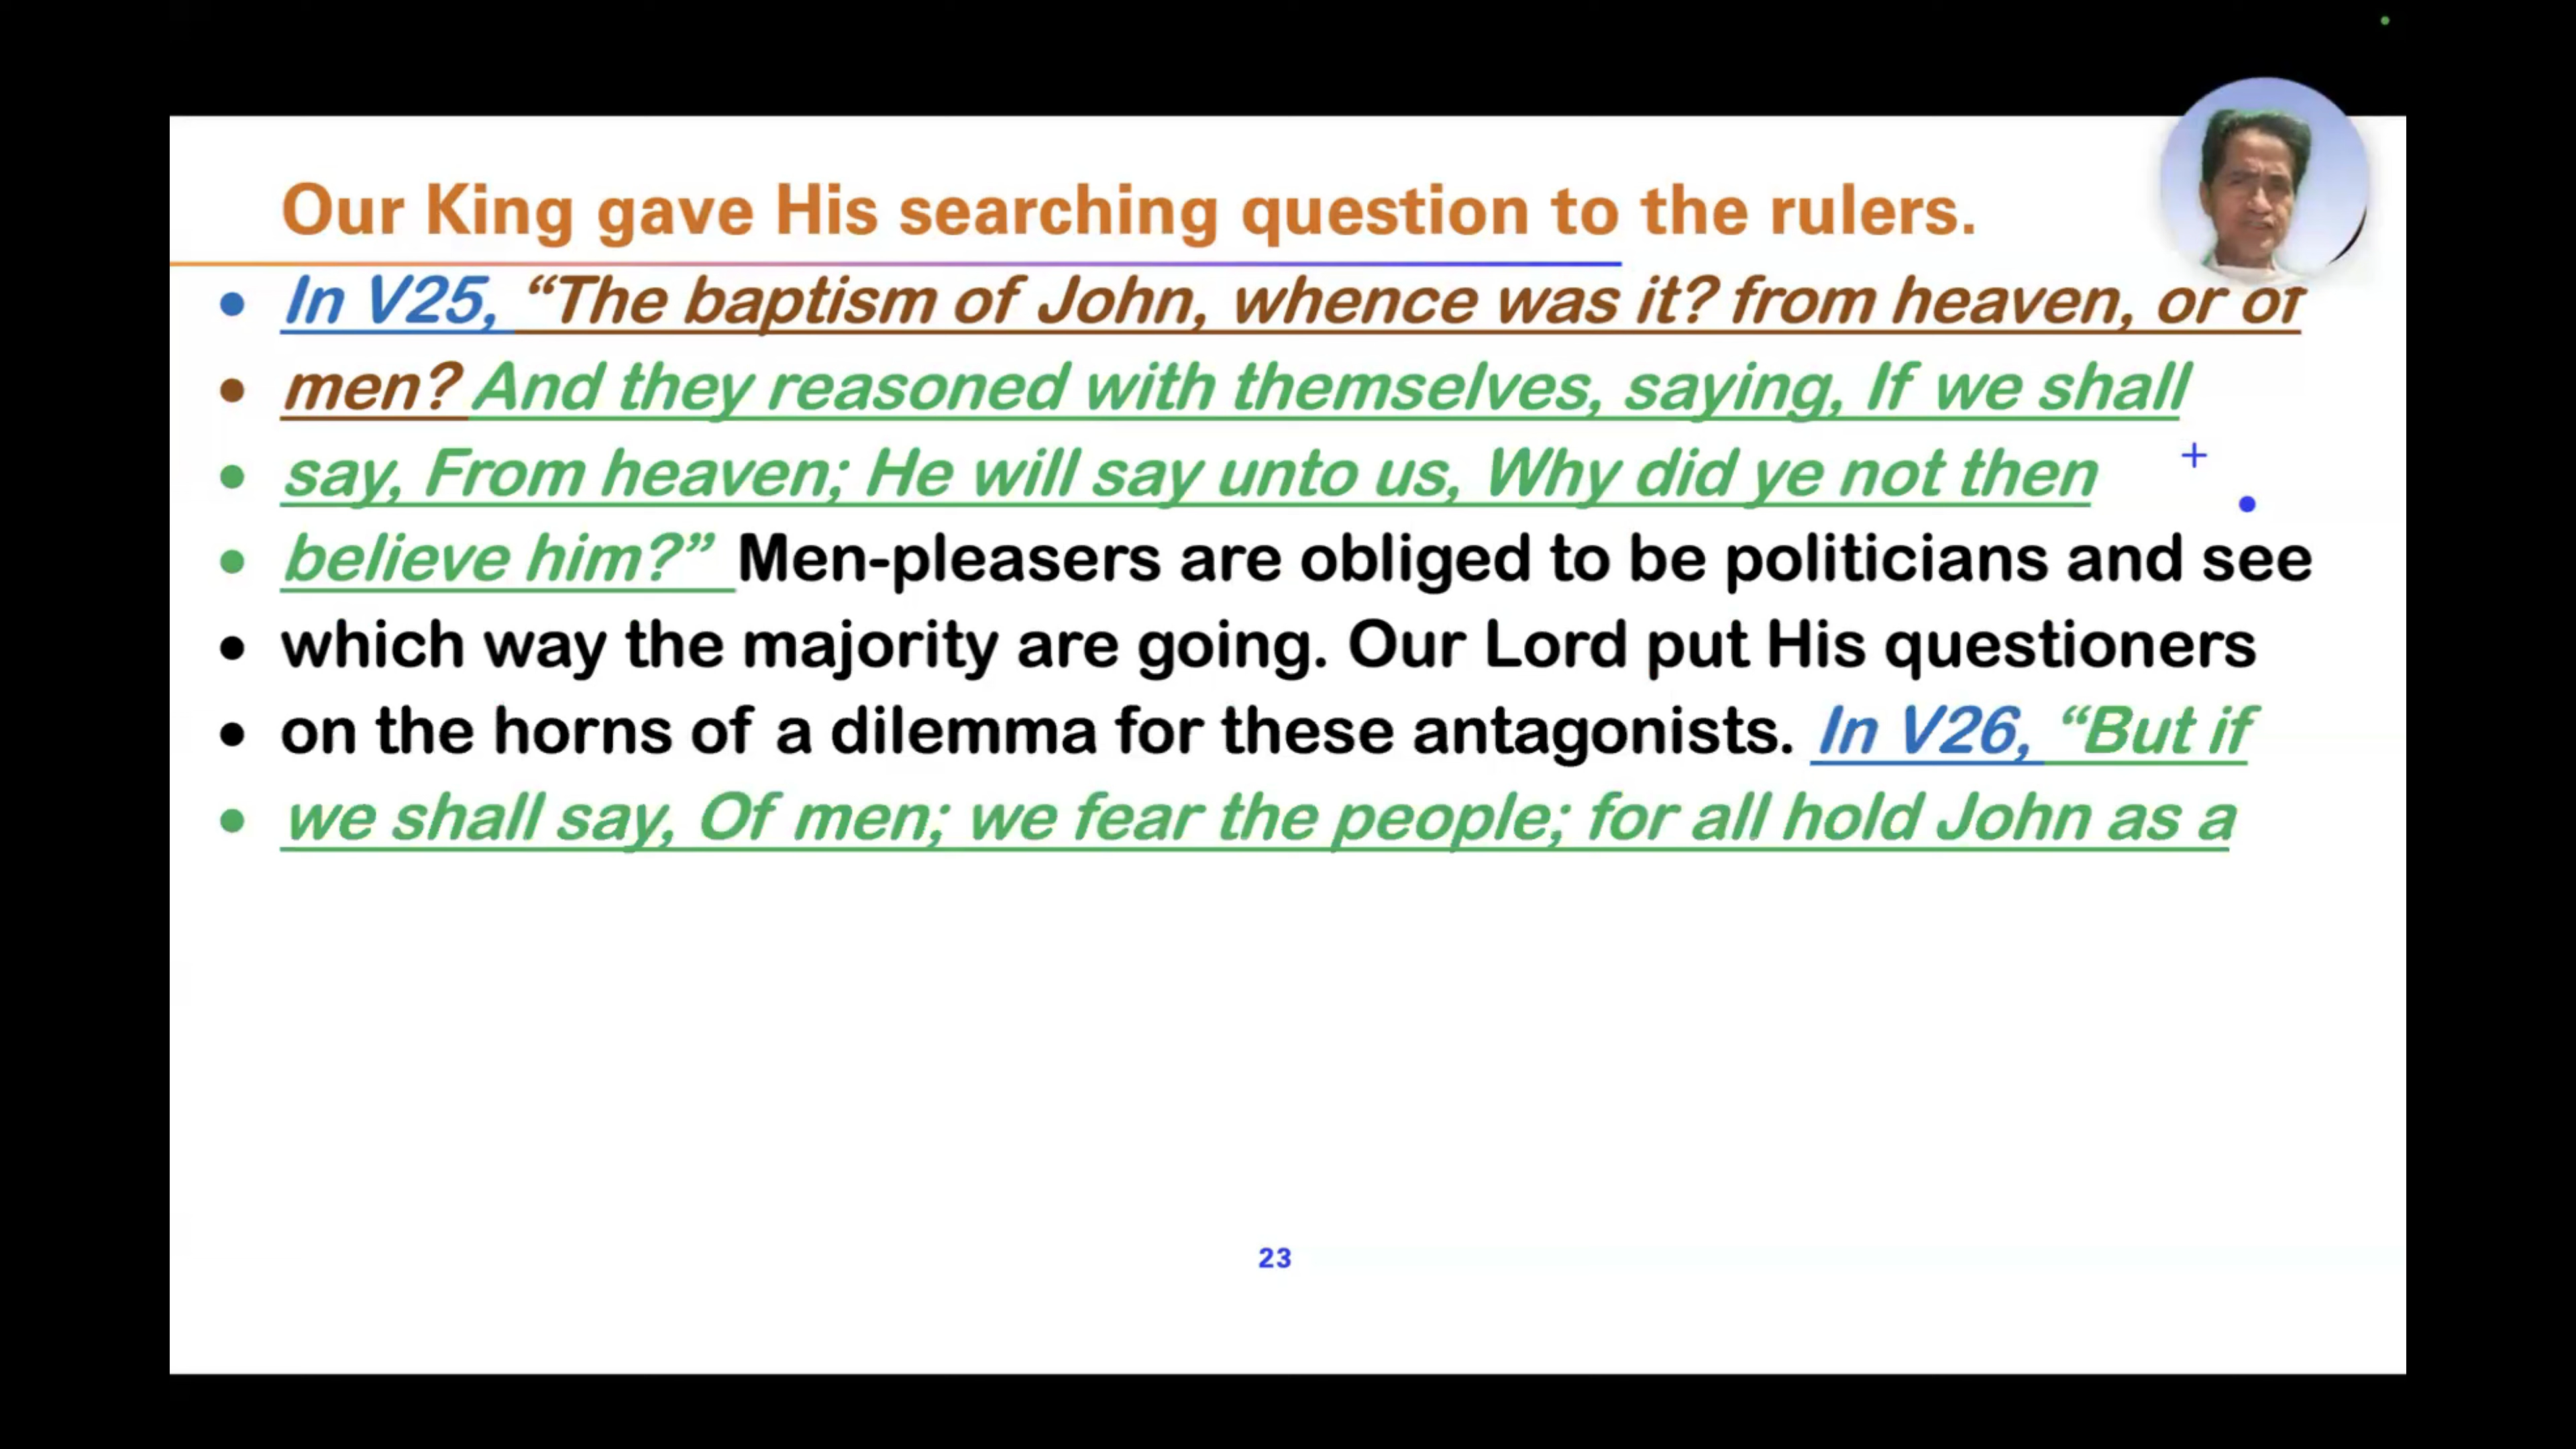 Our King gave His searching question to the rulers.
• In V25, “The baptism of John, whence was it? from heaven, or of
• men? And they reasoned with themselves, saying, If we shall
• say, From heaven; He will say unto us, Why did ye not then
• believe him?” Men-pleasers are obliged to be politicians and see
• which way the majority are going. Our Lord put His questioners
• on the horns of a dilemma for these antagonists. In V26, “But if
• we shall say, Of men; we fear the people; for all hold John as a
23